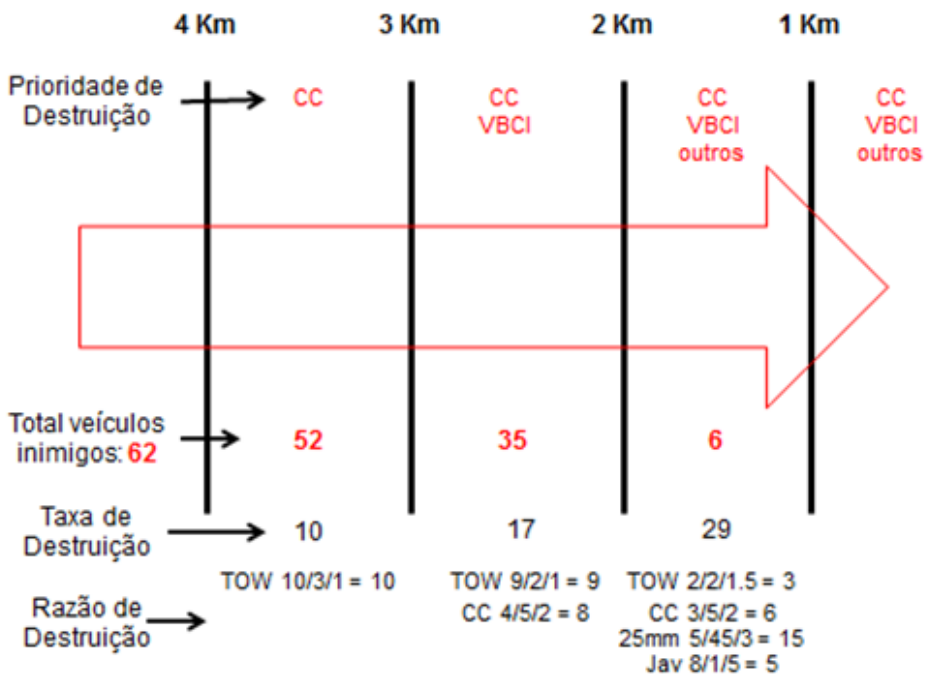 4 Km 3 Km 2 Km 1 Km
Prioridade de
Destruição
CC
CC
VBCI
CC
VBCI
outros
CC
VBCI
outros
Total veículos
inimigos: 62
52 35 6
Taxa de
Destruição
10 17 29
Razão de
Destruição
TOW 10/3/1 = 10
TOW 9/2/1 = 9
CC 4/5/2 = 8
TOW 2/2/1.5 = 3
CC 3/5/2 = 6
25mm 5/45/3 = 15
Jav 8/1/5 = 5